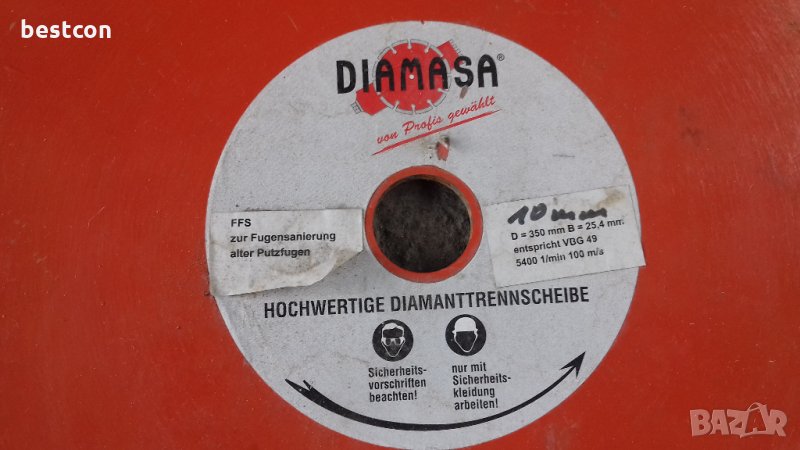 bestcon
DIAMASA®
von Profis gewählt
FFS
zur Fugensanierung
alter Putzfugen
10 mm
D = 350 mm B = 25,4 mm
entspricht VBG 49
5400 1/min 100 m/s
HOCHWERTIGE DIAMANTTRENNSCHEIBE
Sicherheits-
vorschriften
beachten!
nur mit
Sicherheits-
kleidung
arbeiten!
BAZAR